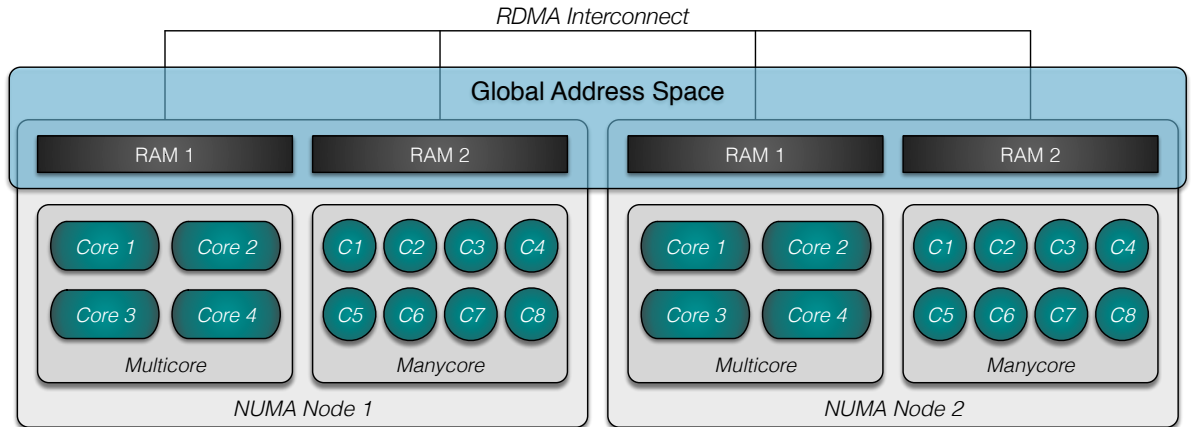 RDMA Interconnect
Global Address Space
RAM 1 RAM 2 RAM 1 RAM 2
Core 1 Core 2 C1 C2 C3 C4 Core 1 Core 2 C1 C2 C3 C4
Core 3 Core 4 C5 C6 C7 C8 Core 3 Core 4 C5 C6 C7 C8
Multicore Manycore Multicore Manycore
NUMA Node 1 NUMA Node 2